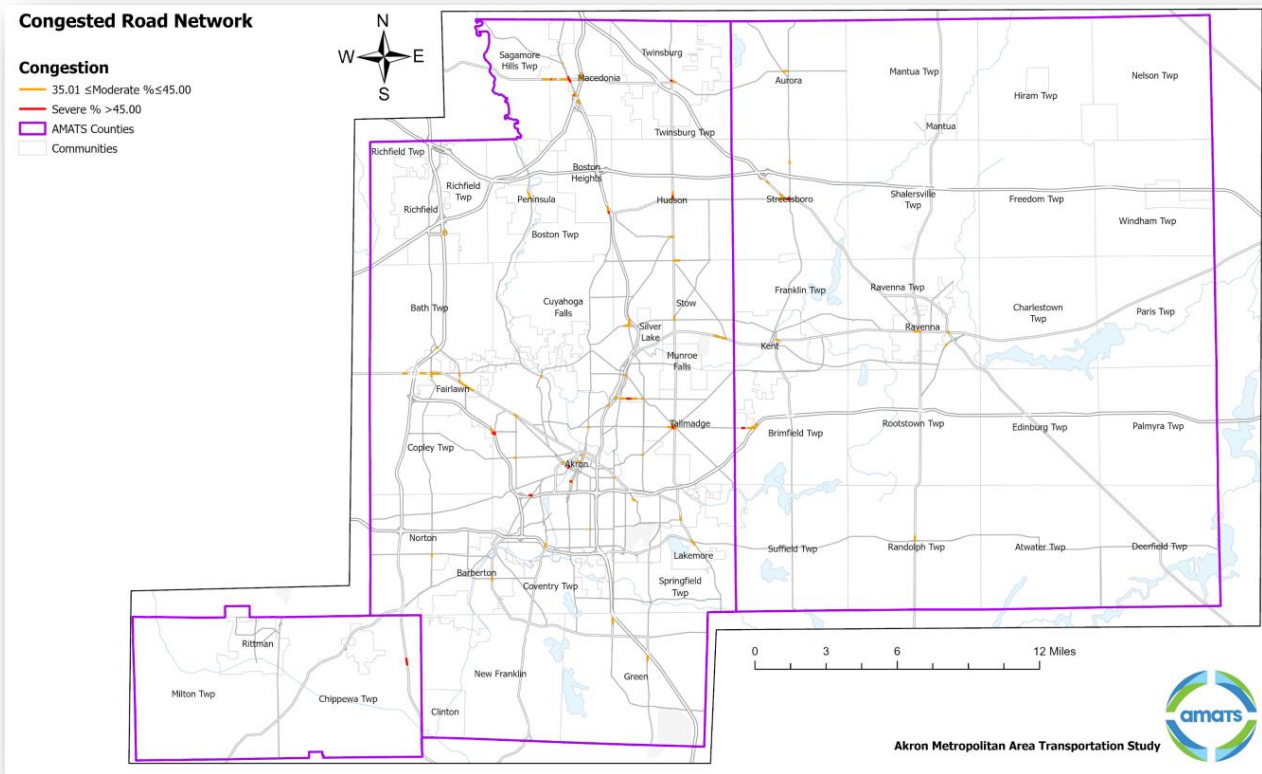 Congested Road Network
Congestion
35.01 ≤Moderate %≤45.00
Severe % >45.00
AMATS Counties
Communities
N
W
E
S
Sagamore
Hills Twp
Macedonia
Twinsburg
Twinsburg Twp
Aurora
Mantua Twp
Mantua
Hiram Twp
Nelson Twp
Richfield Twp
Richfield
Twp
Richfield
Boston
Heights
Peninsula
Boston Twp
Hudson
Streetsboro
Shalersville
Twp
Freedom Twp
Windham Twp
Bath Twp
Cuyahoga
Falls
Stow
Silver
Lake
Munroe
Falls
Franklin Twp
Kent
Ravenna Twp
Ravenna
Charlestown
Twp
Paris Twp
Fairlawn
Copley Twp
Akron
Tallmadge
Brimfield Twp
Rootstown Twp
Edinburg Twp
Palmyra Twp
Norton
Barberton
Coventry Twp
Lakemore
Springfield
Twp
Suffield Twp
Randolph Twp
Atwater Twp
Deerfield Twp
Rittman
Milton Twp
Chippewa Twp
Clinton
New Franklin
Green
0 3 6 12 Miles
amats
Akron Metropolitan Area Transportation Study